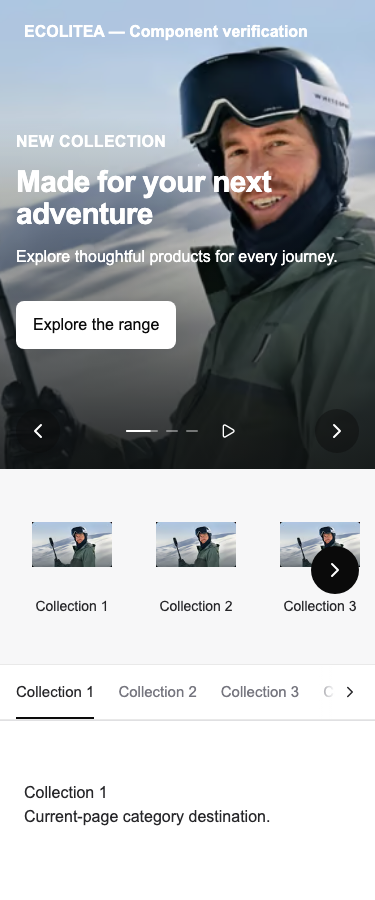 ECOLITEA — Component verification
NEW COLLECTION
Made for your next
adventure
Explore thoughtful products for every journey.
Explore the range
Collection 1
Collection 2
Collection 3
Collection 1
Collection 2
Collection 3
Collection 1
Current-page category destination.